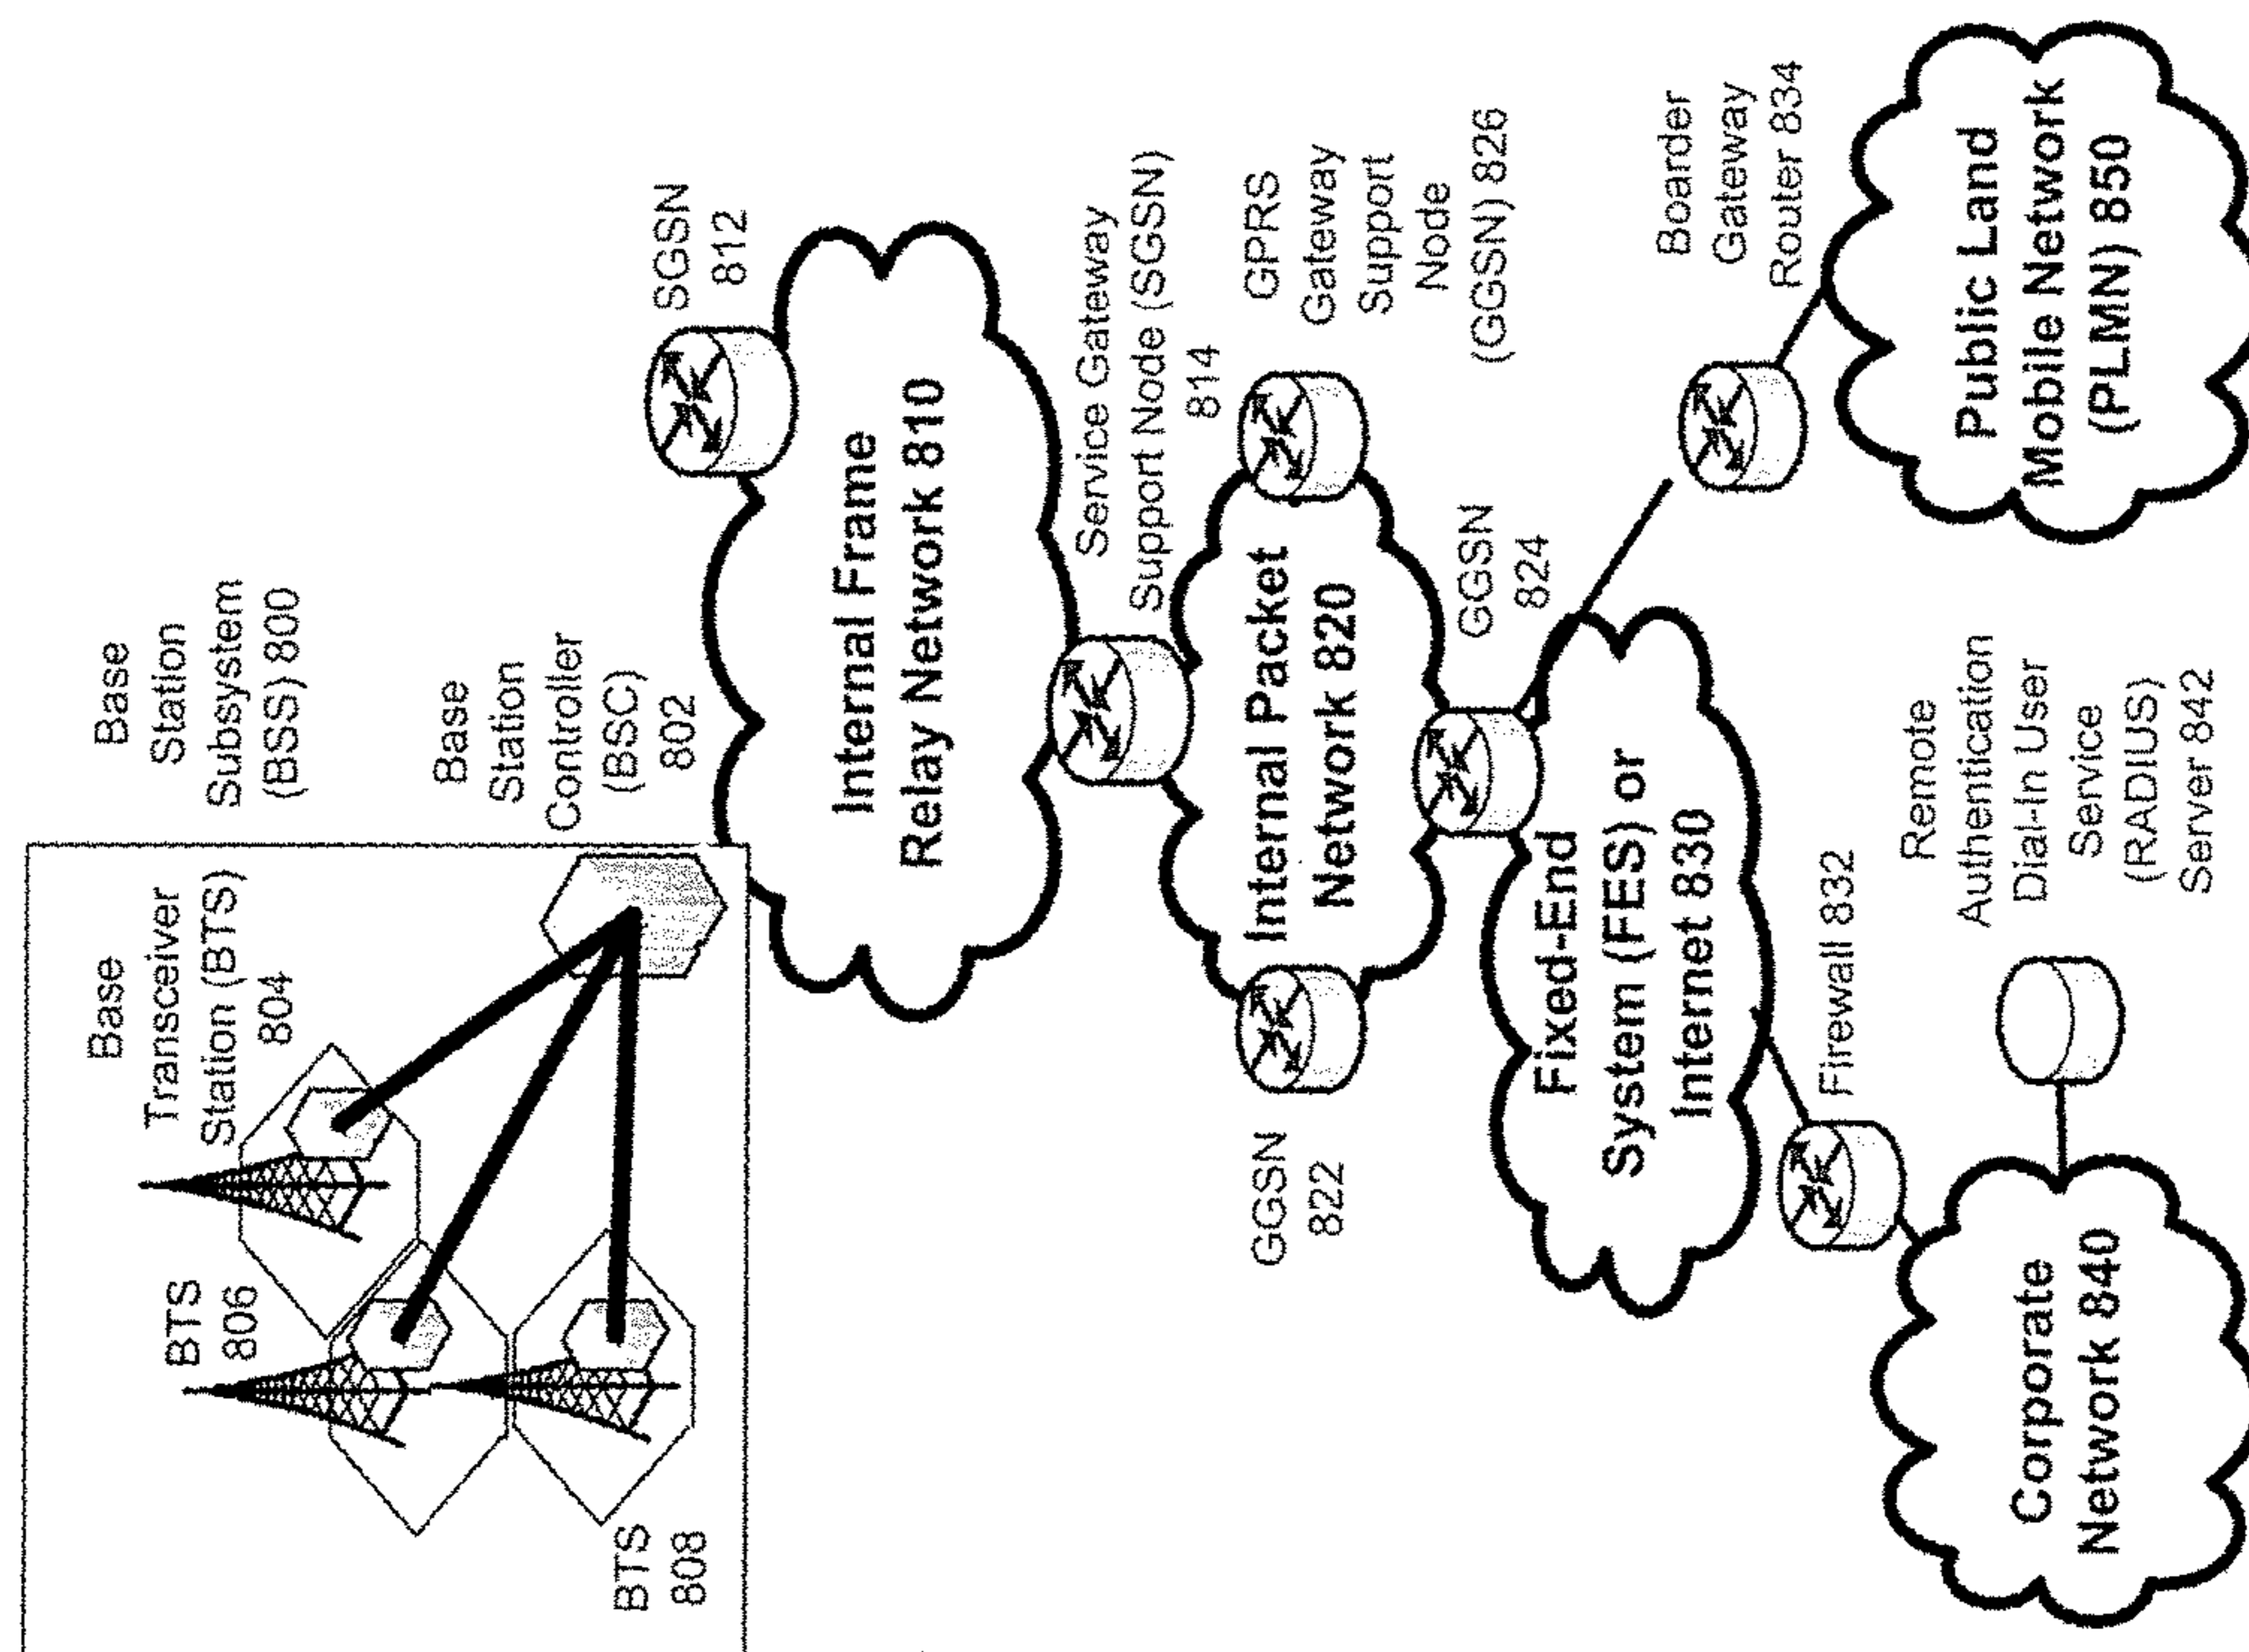 Base
Station
Subsystem
(BSS) 800
Base
Transceiver
Station (BTS)
804
BTS
806
BTS
808
Base
Station
Controller
(BSC)
802
SGSN
812
Internal Frame
Relay Network 810
Service Gateway
Support Node (SGSN)
814
GPRS
Gateway
Support
Node
(GGSN) 826
Internal Packet
Network 820
GGSN
822
GGSN
824
Fixed-End
System (FES) or
Internet 830
Boarder
Gateway
Router 834
Public Land
Mobile Network
(PLMN) 850
Firewall 832
Remote
Authentication
Dial-In User
Service
(RADIUS)
Server 842
Corporate
Network 840